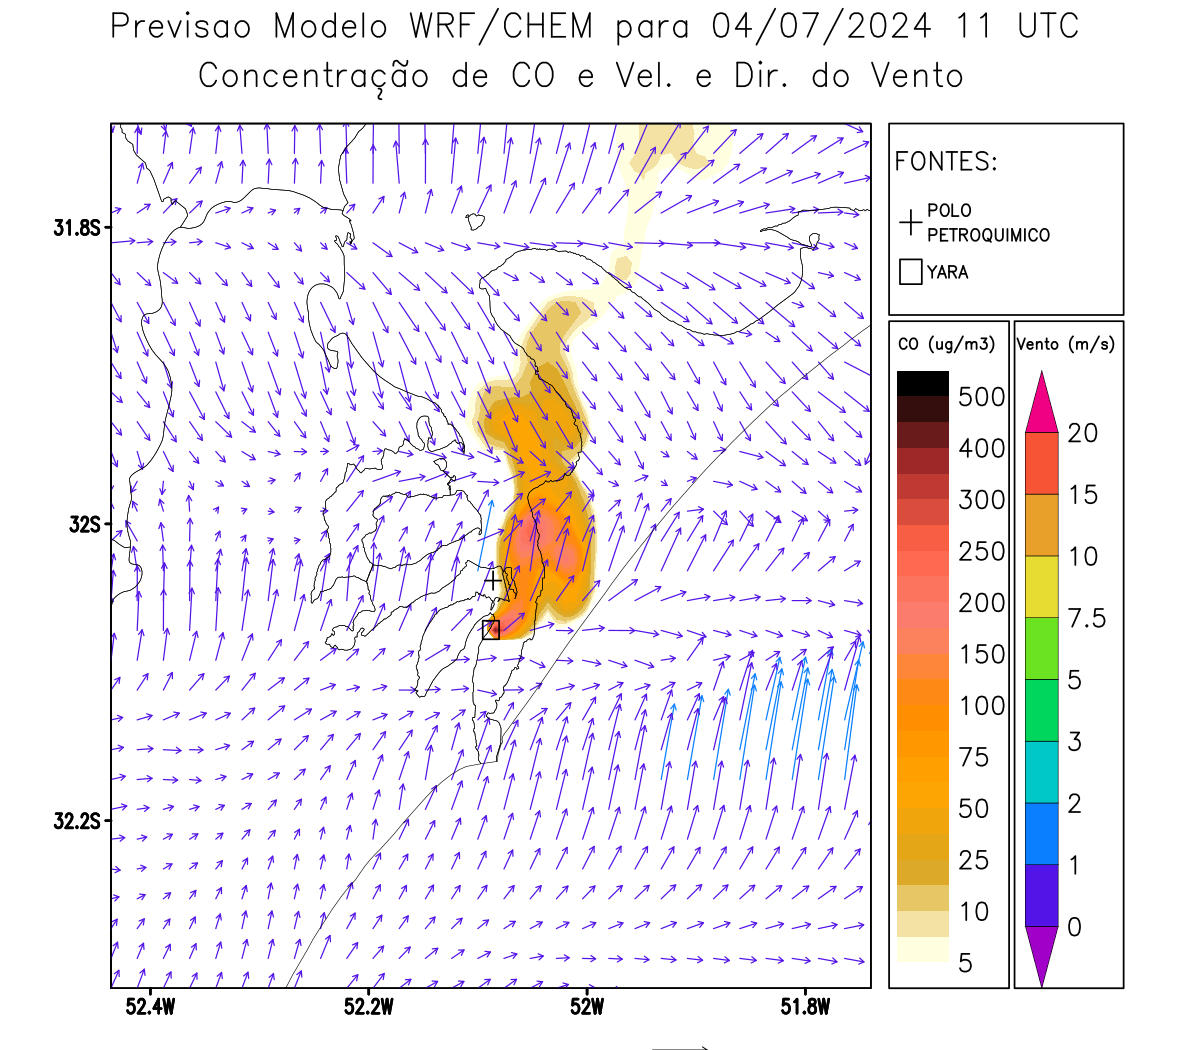 Previsao Modelo WRF/CHEM para 04/07/2024 11 UTC
Concentração de CO e Vel. e Dir. do Vento
FONTES:
POLO
PETROQUIMICO
YARA
CO (ug/m3)
500
400
300
250
200
150
100
75
50
25
10
5
Vento (m/s)
20
15
10
7.5
5
3
2
1
0
31.8S
32S
32.2S
52.4W
52.2W
52W
51.8W